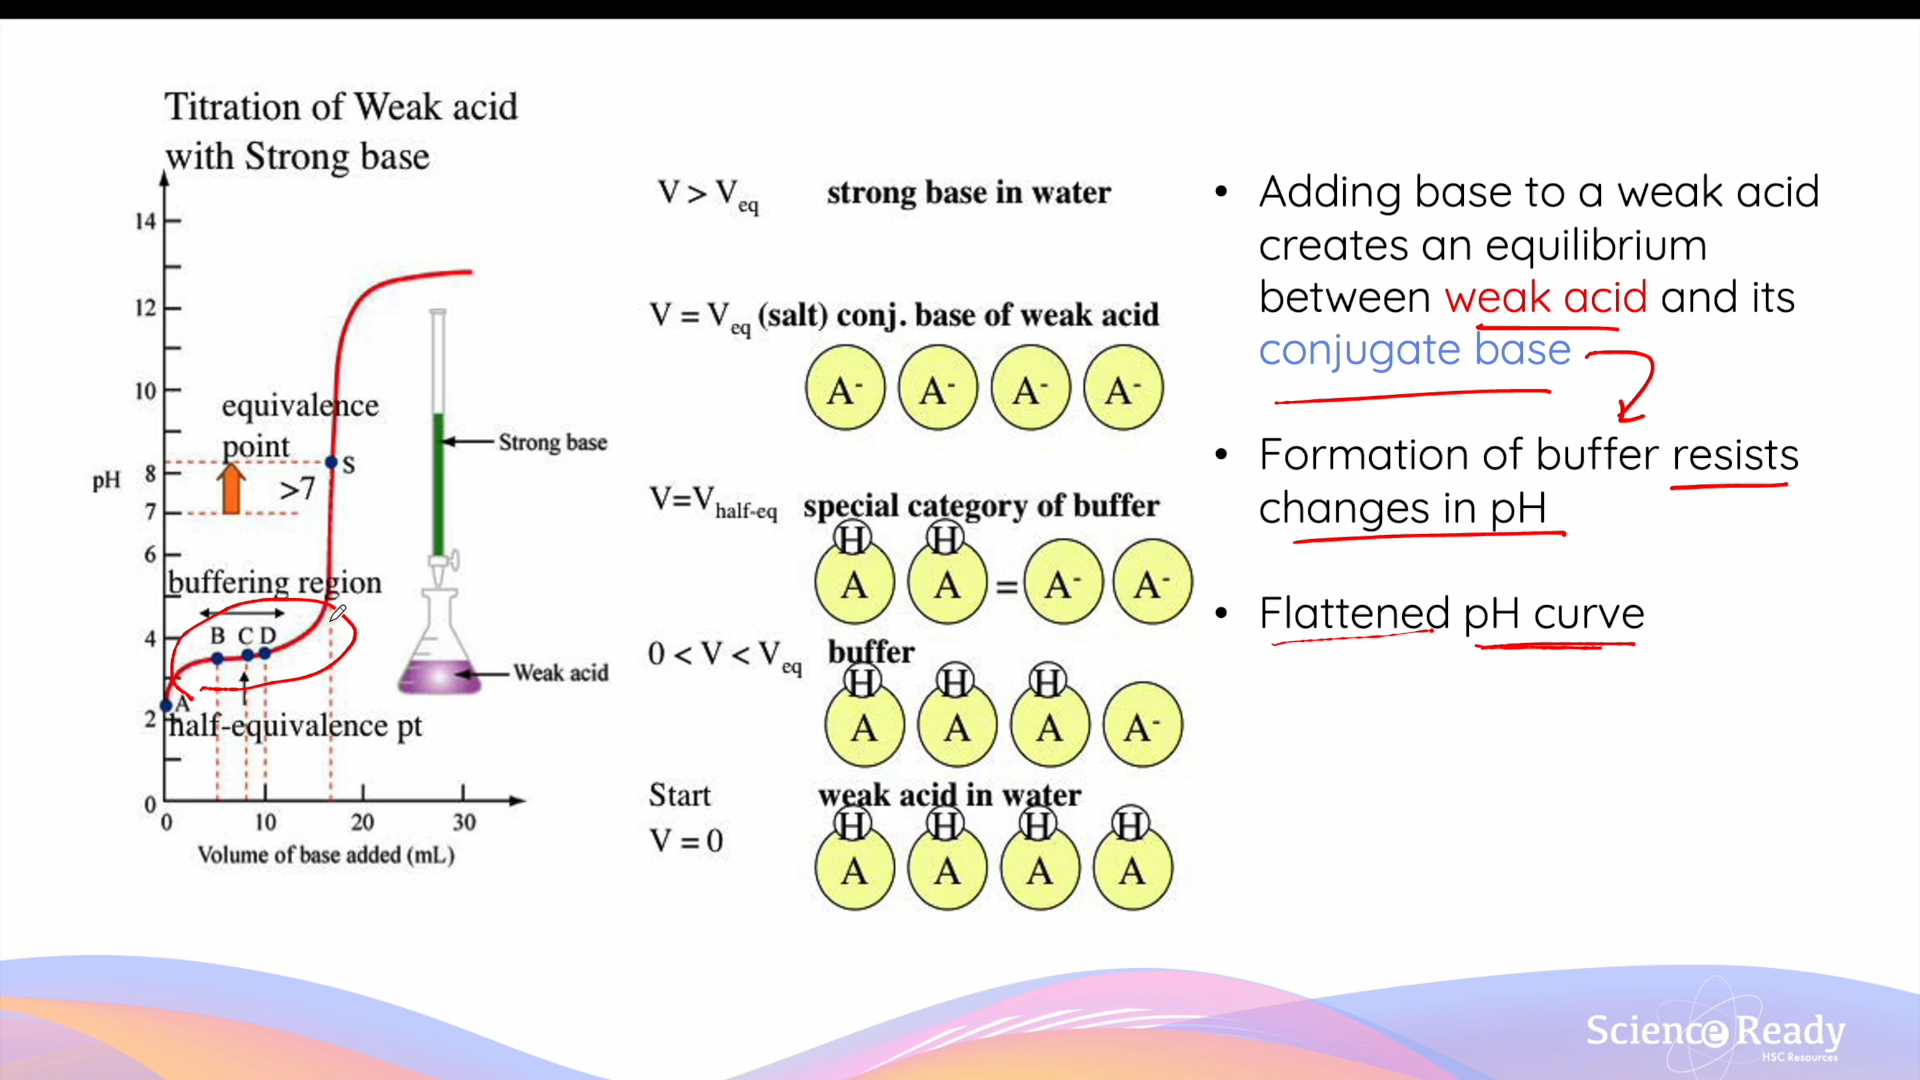 Titration of Weak acid
with Strong base
14
12
10
8
7
6
4
2
0
pH
equivalence
point
>7
S
buffering region
B C D
A
half-equivalence pt
0 10 20 30
Volume of base added (mL)
Strong base
Weak acid
V > Veq strong base in water
V = Veq (salt) conj. base of weak acid
A- A- A- A-
V=Vhalf-eq special category of buffer
H H
A A = A- A-
0 < V < Veq buffer
H H H
A A A A-
Start weak acid in water
V = 0
H H H H
A A A A
• Adding base to a weak acid
creates an equilibrium
between weak acid and its
conjugate base
• Formation of buffer resists
changes in pH
• Flattened pH curve
Science Ready
HSC Resources